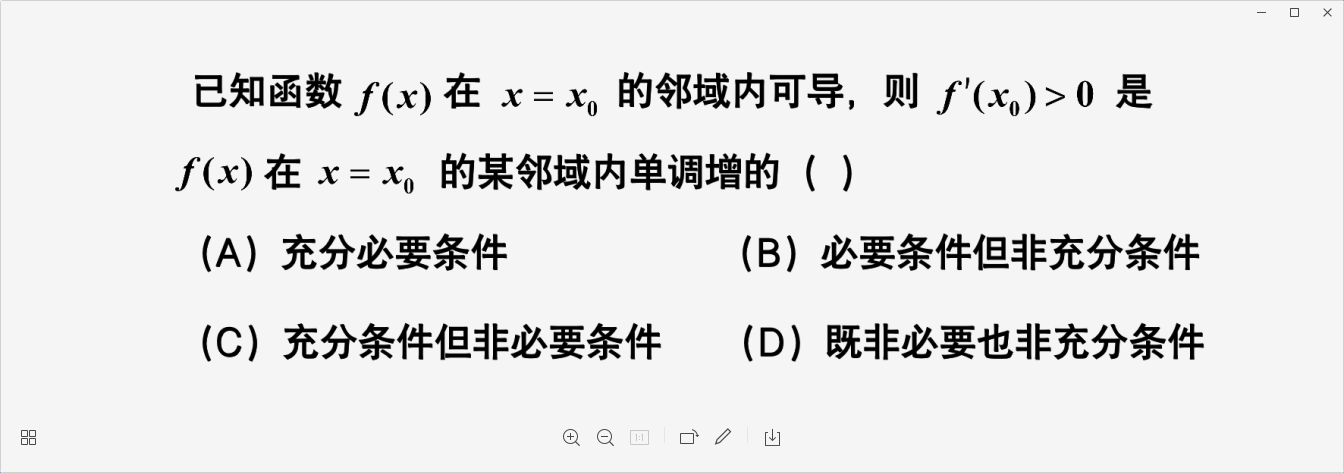 已知函数 f(x) 在 x = x₀ 的邻域内可导，则 f'(x₀) > 0 是
f(x) 在 x = x₀ 的某邻域内单调增的（ ）
（A）充分必要条件 （B）必要条件但非充分条件
（C）充分条件但非必要条件 （D）既非必要也非充分条件
1:1